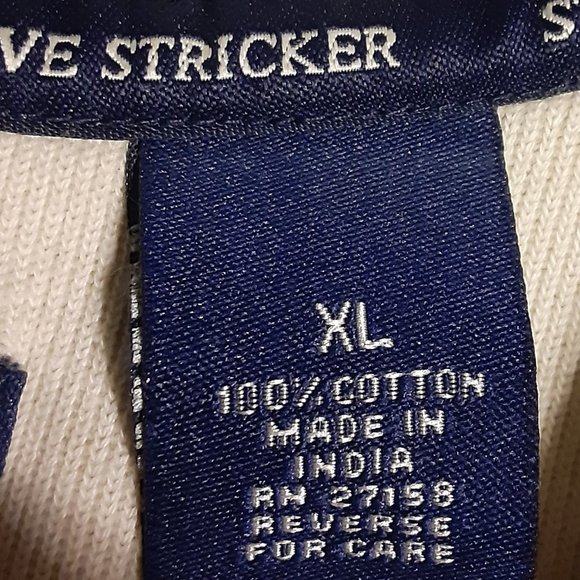 VE STRICKER S
XL
100% COTTON
MADE IN
INDIA
RN 27158
REVERSE
FOR CARE